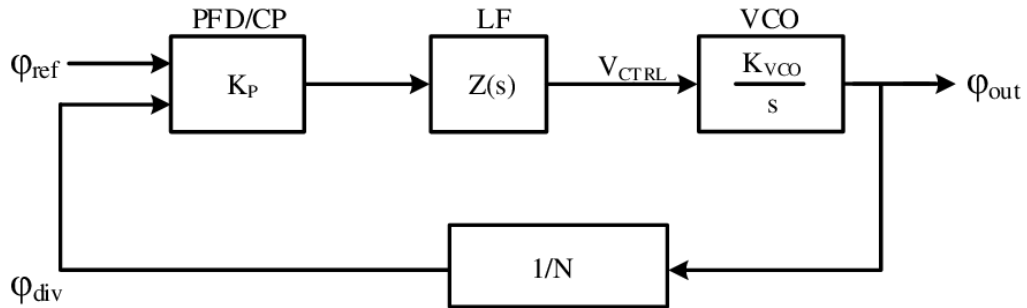 PFD/CP
LF
VCO
φref
KP
Z(s)
VCTRL
KVCO
s
φout
φdiv
1/N